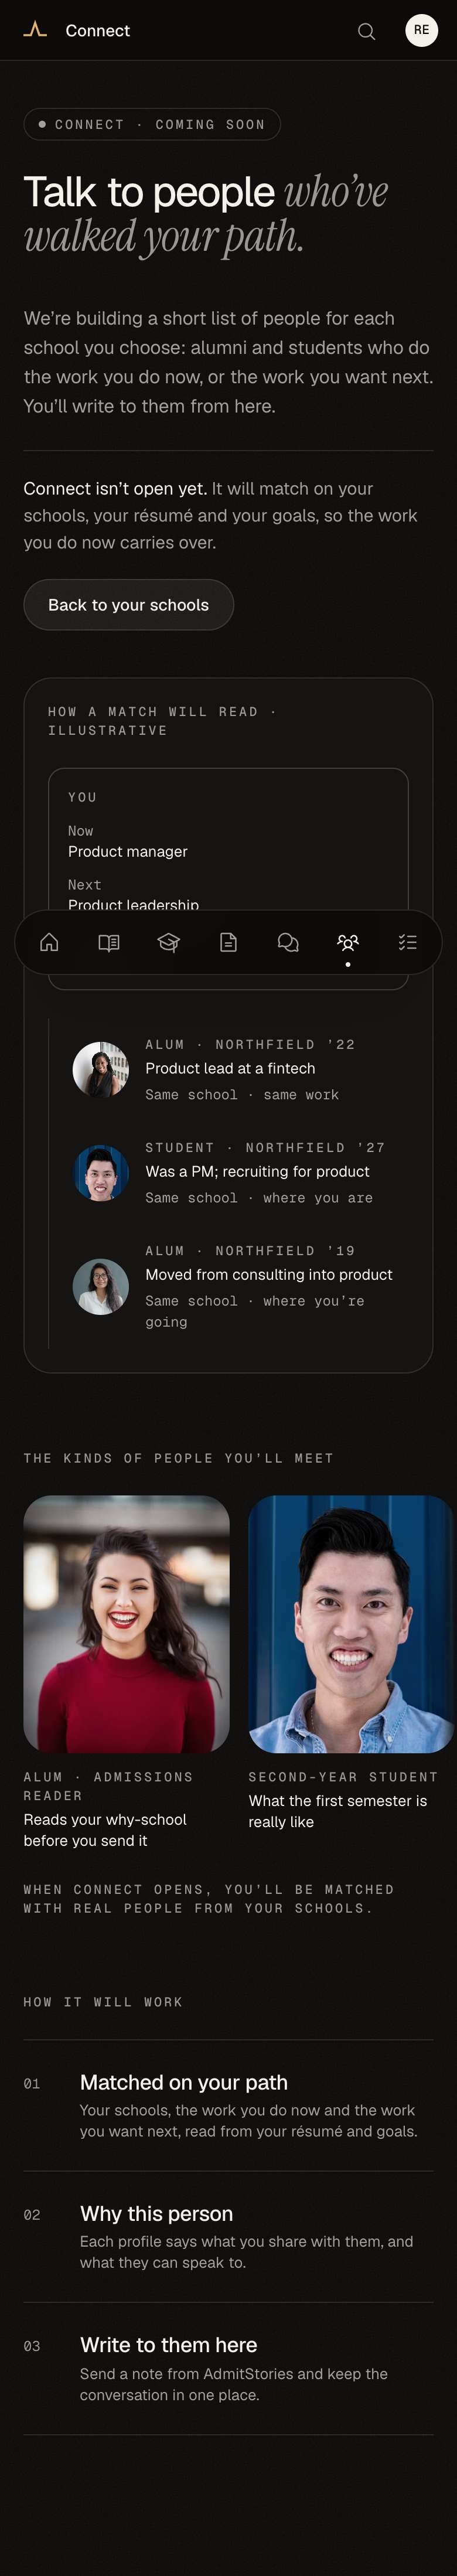 Connect
RE
CONNECT · COMING SOON
Talk to people who’ve
walked your path.
We’re building a short list of people for each
school you choose: alumni and students who do
the work you do now, or the work you want next.
You’ll write to them from here.
Connect isn’t open yet. It will match on your
schools, your résumé and your goals, so the work
you do now carries over.
Back to your schools
HOW A MATCH WILL READ ·
ILLUSTRATIVE
YOU
Now
Product manager
Next
Product leadership
ALUM · NORTHFIELD ’22
Product lead at a fintech
Same school · same work
STUDENT · NORTHFIELD ’27
Was a PM; recruiting for product
Same school · where you are
ALUM · NORTHFIELD ’19
Moved from consulting into product
Same school · where you’re
going
THE KINDS OF PEOPLE YOU’LL MEET
ALUM · ADMISSIONS
READER
Reads your why-school
before you send it
SECOND-YEAR STUDENT
What the first semester is
really like
WHEN CONNECT OPENS, YOU’LL BE MATCHED
WITH REAL PEOPLE FROM YOUR SCHOOLS.
HOW IT WILL WORK
01
Matched on your path
Your schools, the work you do now and the work
you want next, read from your résumé and goals.
02
Why this person
Each profile says what you share with them, and
what they can speak to.
03
Write to them here
Send a note from AdmitStories and keep the
conversation in one place.